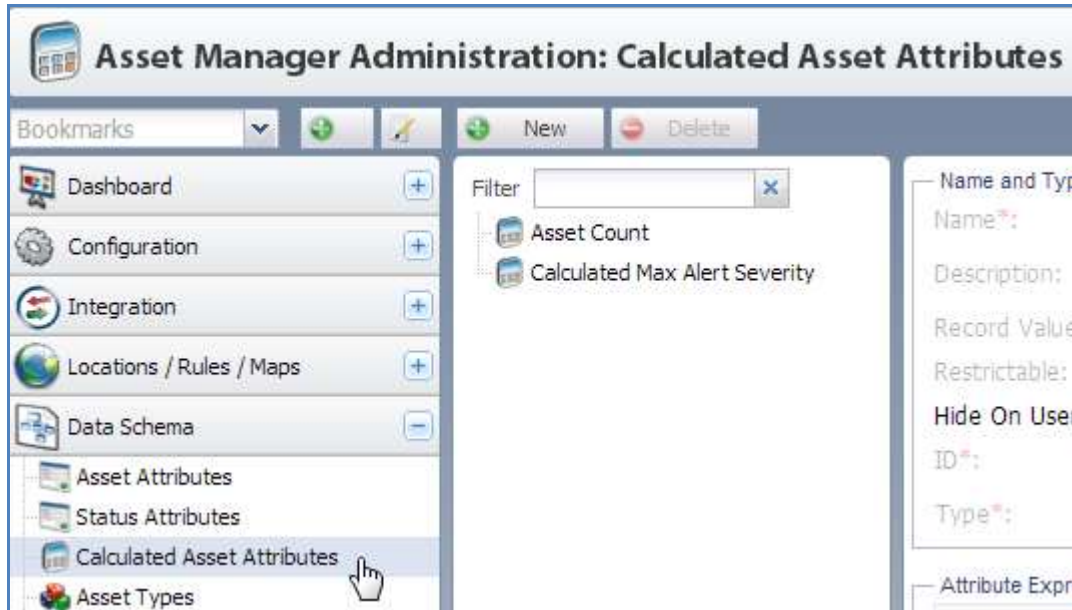 Asset Manager Administration: Calculated Asset Attributes
Bookmarks
New
Delete
Dashboard
Configuration
Integration
Locations / Rules / Maps
Data Schema
Asset Attributes
Status Attributes
Calculated Asset Attributes
Asset Types
Filter
Asset Count
Calculated Max Alert Severity
Name and Typ
Name*:
Description:
Record Value
Restrictable:
Hide On User
ID*:
Type*:
Attribute Expr